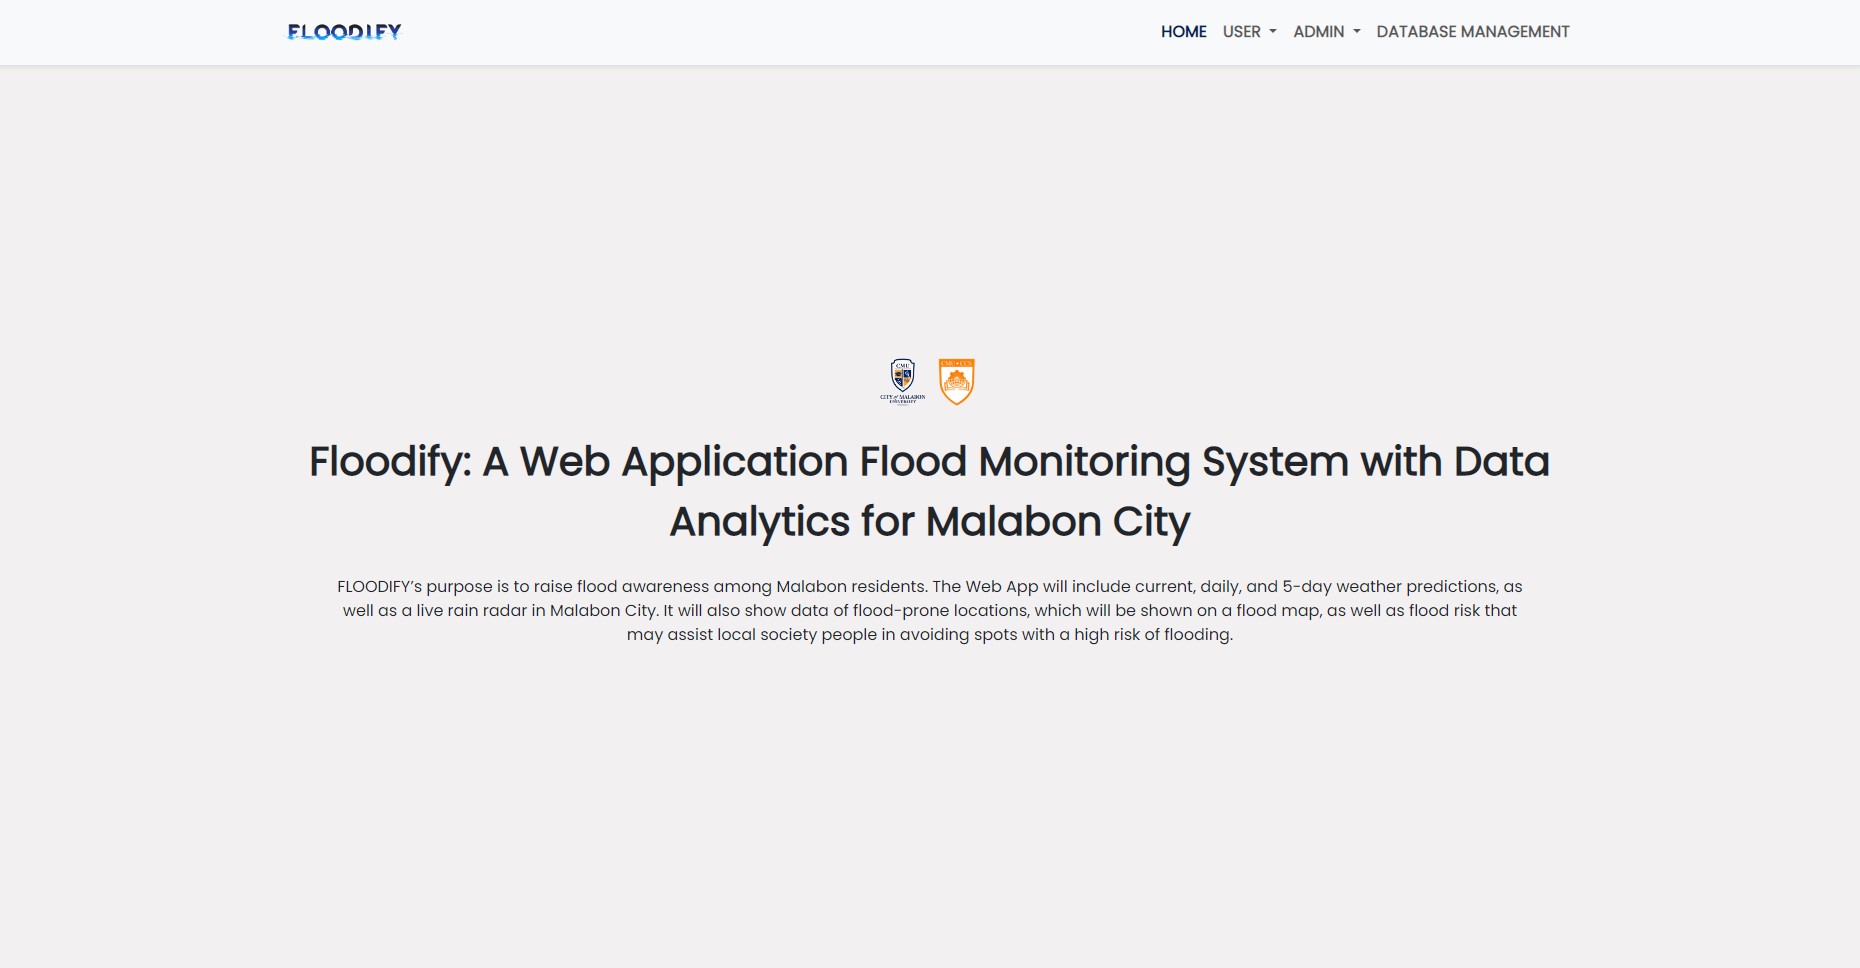 FLOODIFY
HOME USER ADMIN DATABASE MANAGEMENT
CMU
CITY of MALABON
UNIVERSITY
CMU • CCS
Floodify: A Web Application Flood Monitoring System with Data
Analytics for Malabon City
FLOODIFY’s purpose is to raise flood awareness among Malabon residents. The Web App will include current, daily, and 5-day weather predictions, as
well as a live rain radar in Malabon City. It will also show data of flood-prone locations, which will be shown on a flood map, as well as flood risk that
may assist local society people in avoiding spots with a high risk of flooding.